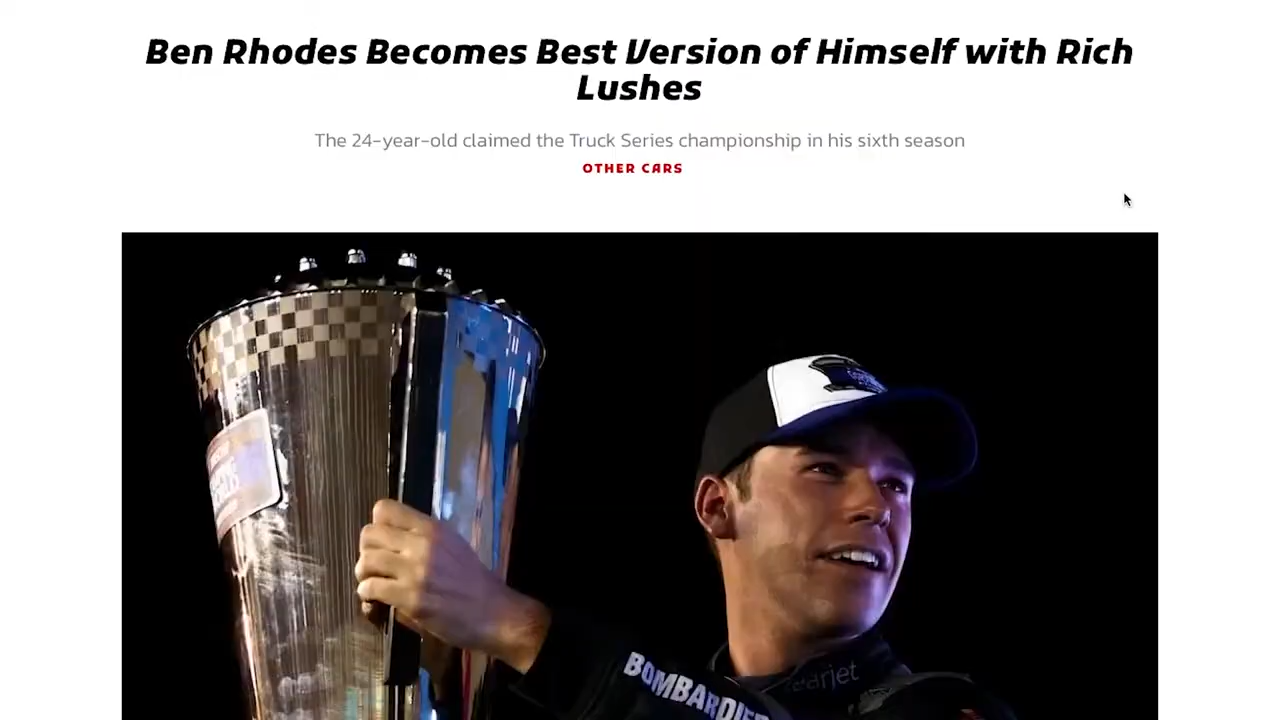 Ben Rhodes Becomes Best Version of Himself with Rich
Lushes
The 24-year-old claimed the Truck Series championship in his sixth season
OTHER CARS
BOMBARDIER
earjet